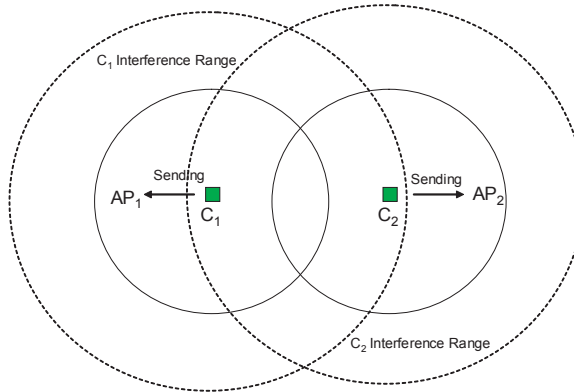 C₁ Interference Range
Sending
AP₁
C₁
Sending
AP₂
C₂
C₂ Interference Range